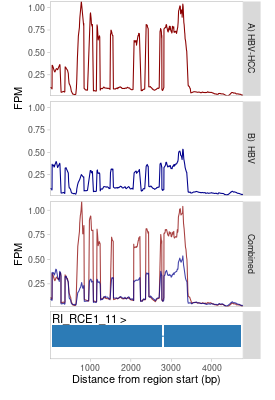 1.00
0.75
0.50
0.25
FPM
A) HBV-HCC
1.00
0.75
0.50
0.25
B) HBV
1.00
0.75
0.50
0.25
FPM
Combined
RI_RCE1_11 >
1000 2000 3000 4000
Distance from region start (bp)